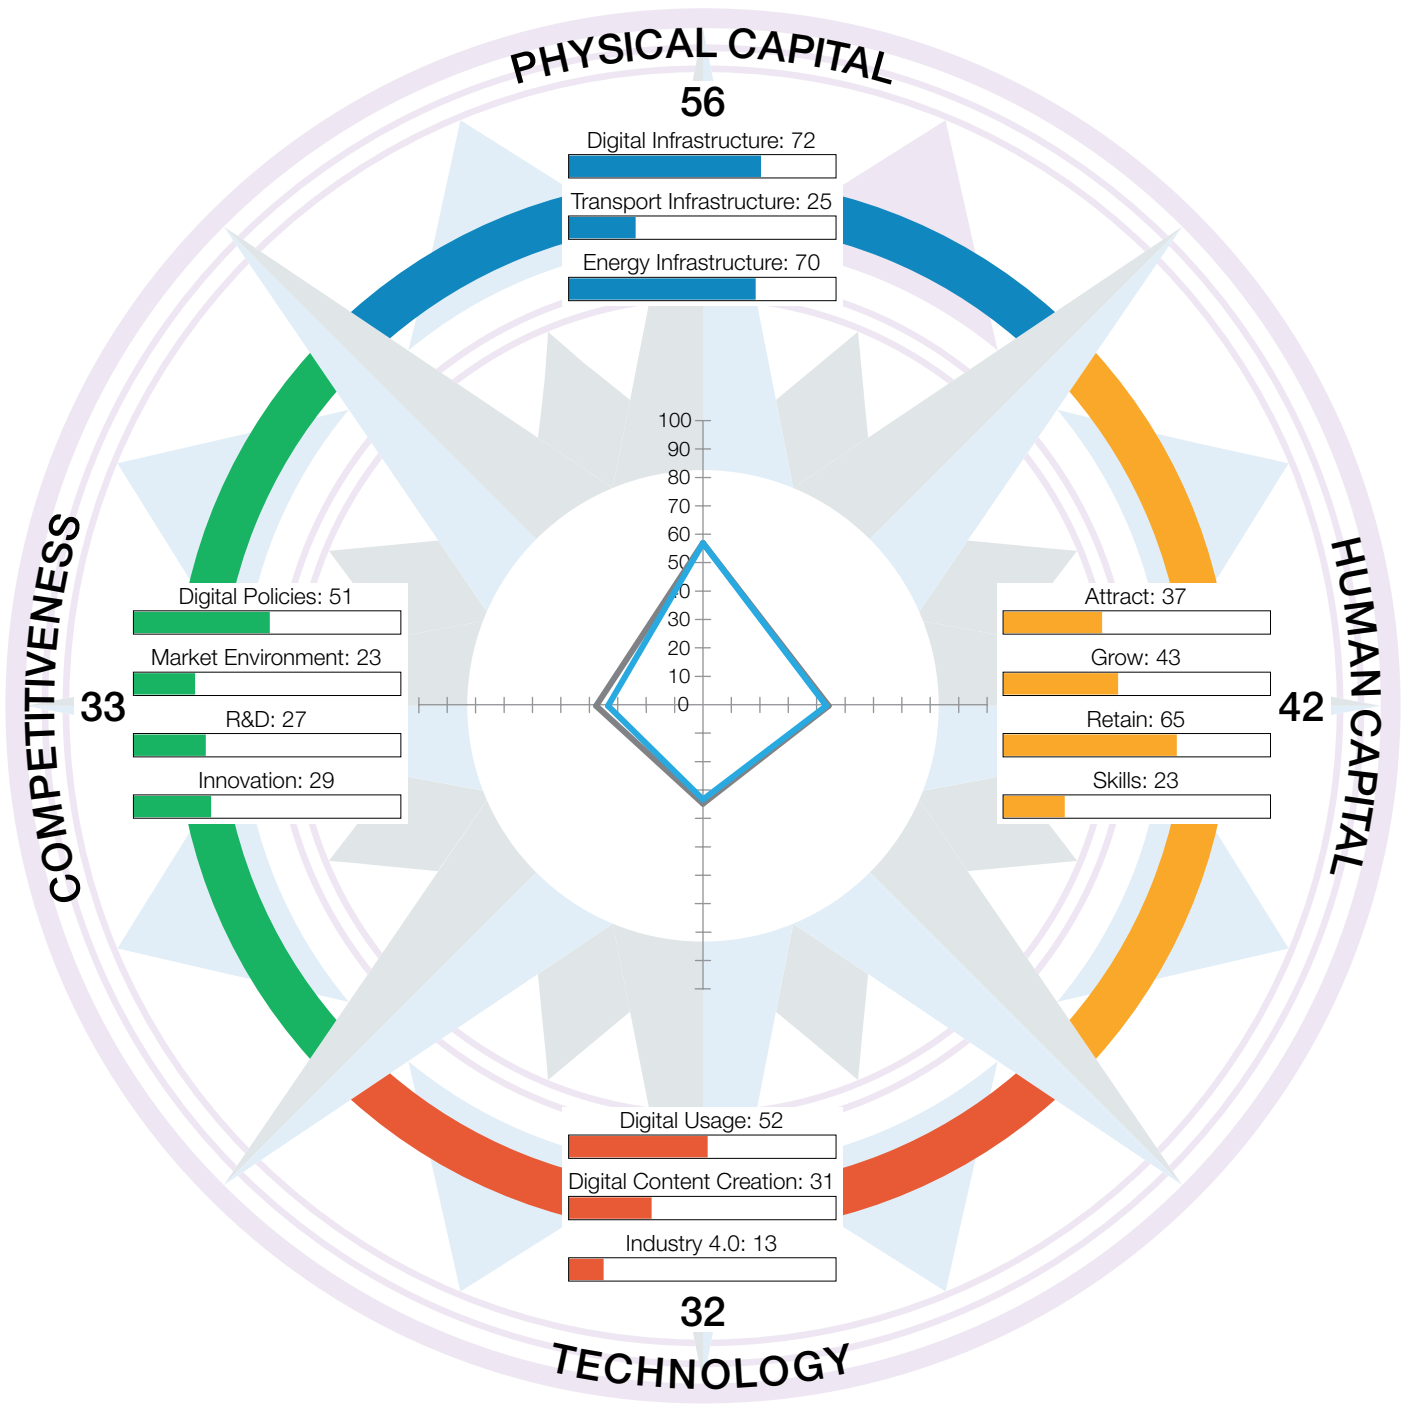 PHYSICAL CAPITAL
56
Digital Infrastructure: 72
Transport Infrastructure: 25
Energy Infrastructure: 70
COMPETITIVENESS
33
Digital Policies: 51
Market Environment: 23
R&D: 27
Innovation: 29
100
90
80
70
60
50
40
30
20
10
0
HUMAN CAPITAL
42
Attract: 37
Grow: 43
Retain: 65
Skills: 23
Digital Usage: 52
Digital Content Creation: 31
Industry 4.0: 13
32
TECHNOLOGY